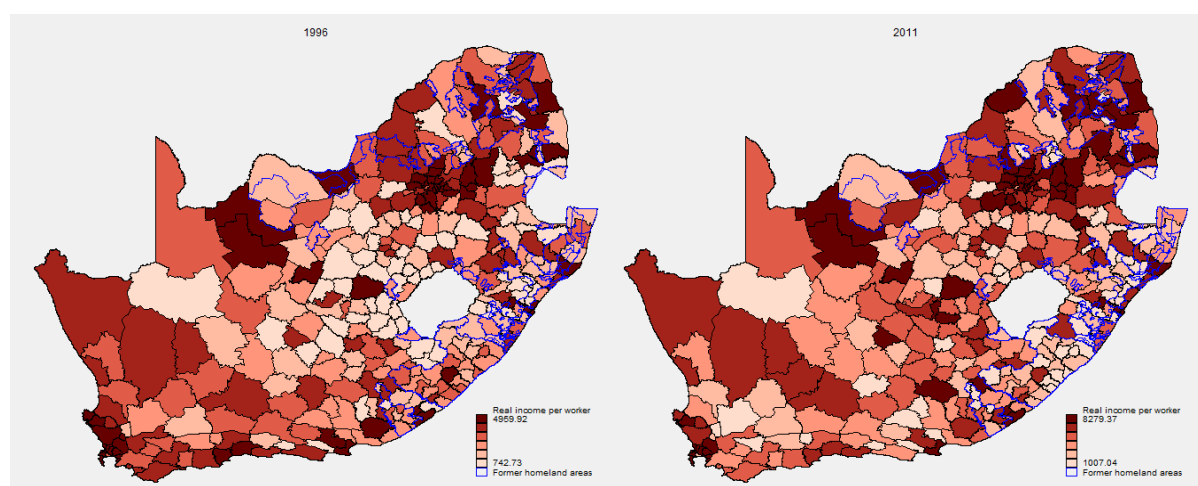 1996
Real income per worker
4959.92
742.73
Former homeland areas
2011
Real income per worker
8279.37
1007.04
Former homeland areas